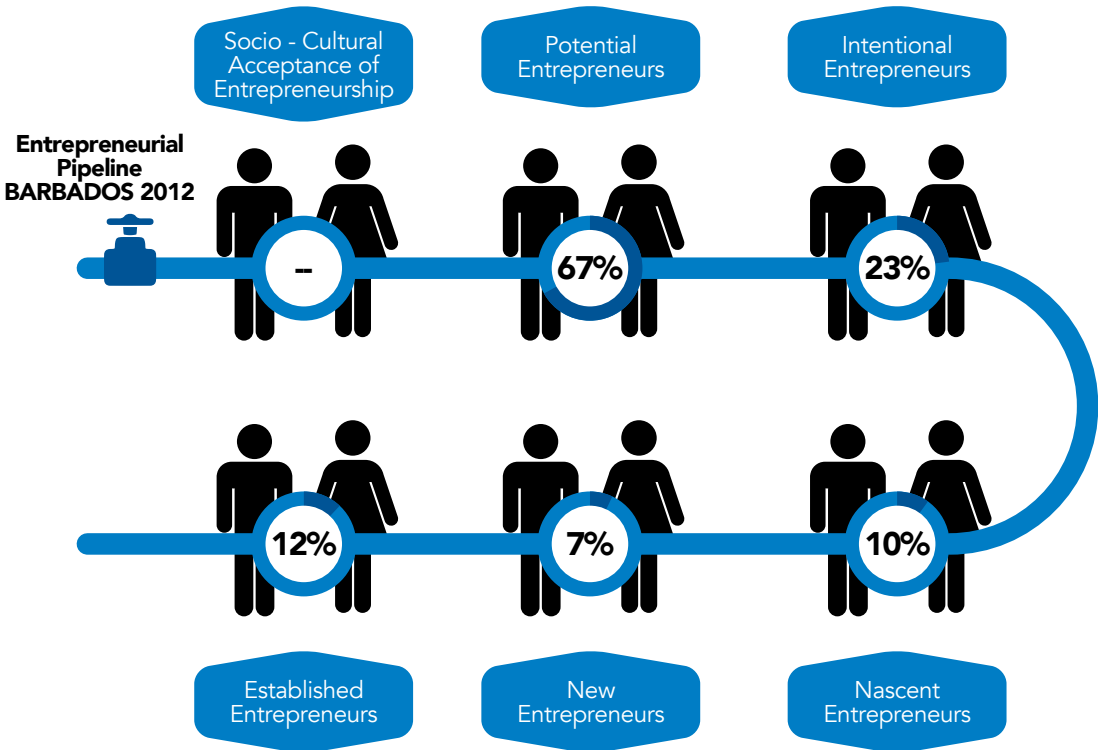 Socio - Cultural
Acceptance of
Entrepreneurship
Potential
Entrepreneurs
Intentional
Entrepreneurs
Entrepreneurial
Pipeline
BARBADOS 2012
--
67%
23%
12%
7%
10%
Established
Entrepreneurs
New
Entrepreneurs
Nascent
Entrepreneurs